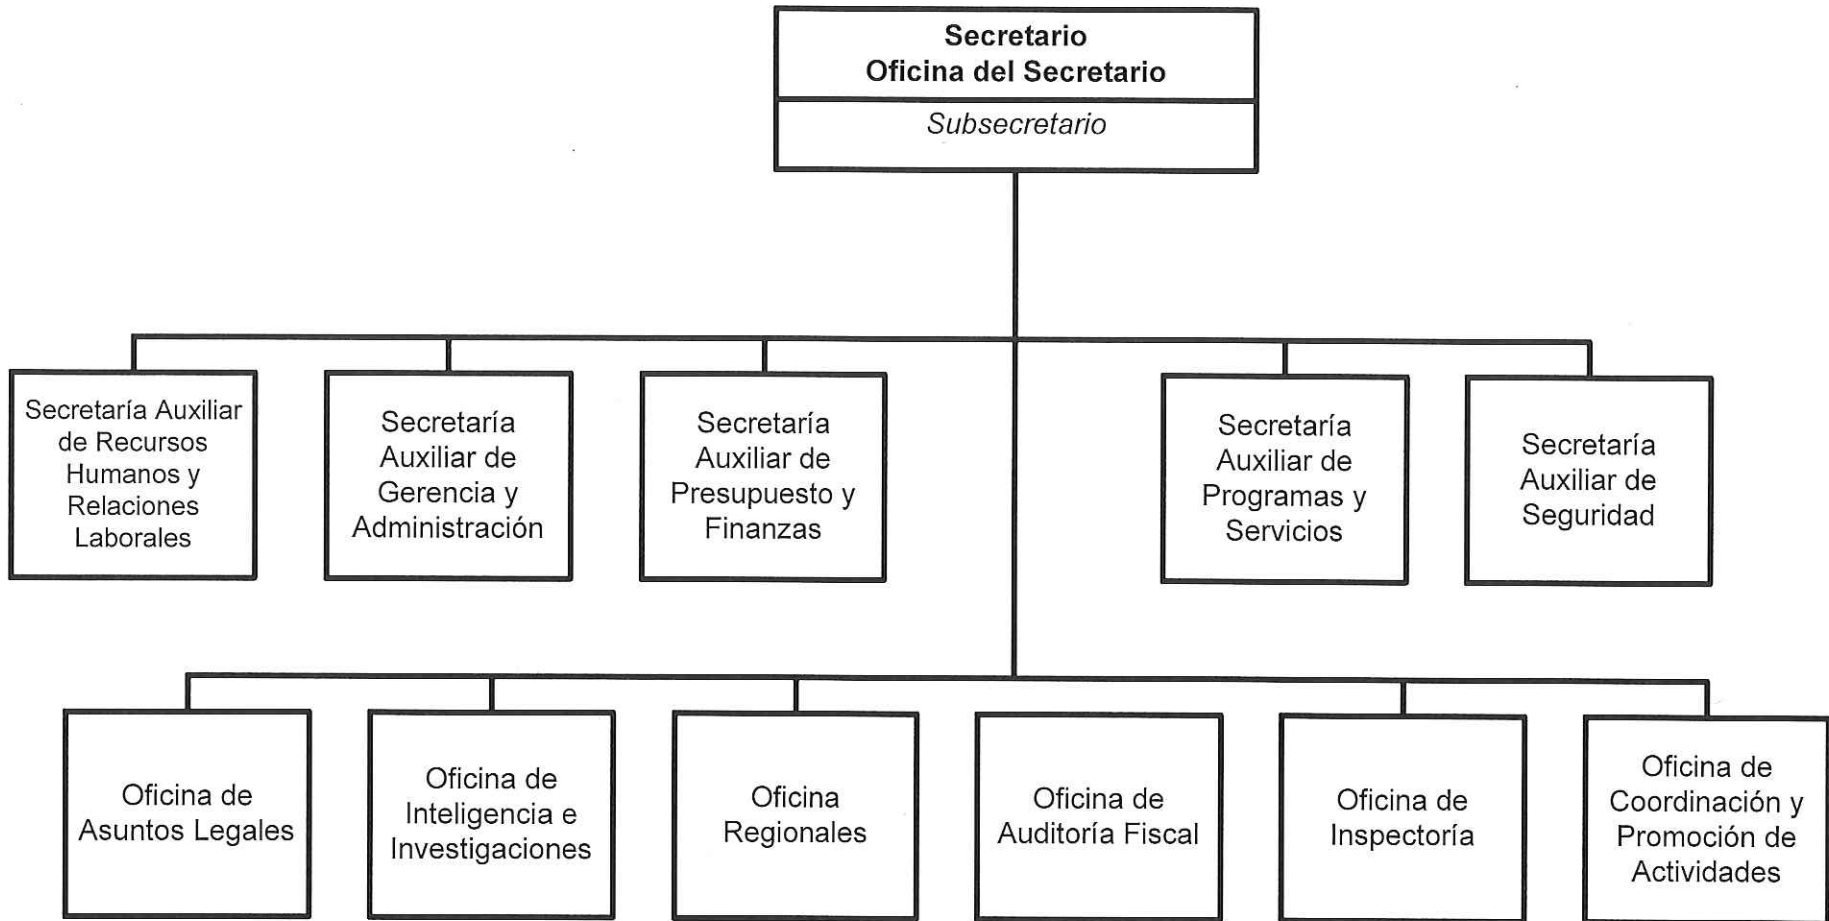 Secretario
Oficina del Secretario
Subsecretario
Secretaría Auxiliar
de Recursos
Humanos y
Relaciones
Laborales
Secretaría
Auxiliar de
Gerencia y
Administración
Secretaría
Auxiliar de
Presupuesto y
Finanzas
Secretaría
Auxiliar de
Programas y
Servicios
Secretaría
Auxiliar de
Seguridad
Oficina de
Asuntos Legales
Oficina de
Inteligencia e
Investigaciones
Oficina
Regionales
Oficina de
Auditoría Fiscal
Oficina de
Inspectoría
Oficina de
Coordinación y
Promoción de
Actividades